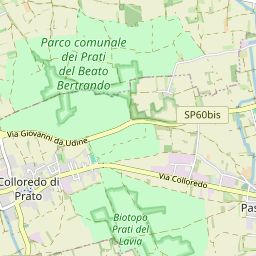 Parco comunale
dei Prati
del Beato
Bertrando
SP60bis
Via Giovanni da Udine
Via Colloredo
Colloredo di
Prato
Pas
Biotopo
Prati del
Lavia